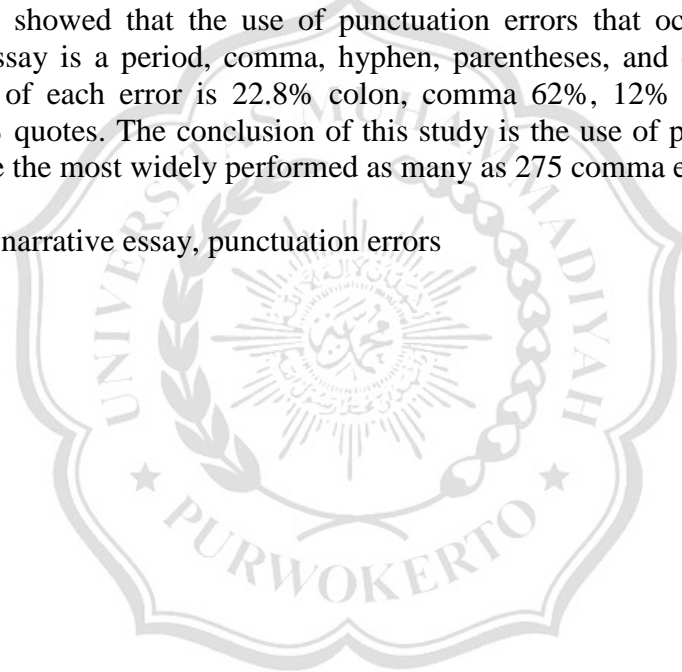 showed that the use of punctuation errors that oc
ssay is a period, comma, hyphen, parentheses, and
of each error is 22.8% colon, comma 62%, 12%
quotes. The conclusion of this study is the use of p
e the most widely performed as many as 275 comma e
narrative essay, punctuation errors
UNIVERSITAS MUHAMMADIYAH
PURWOKERTO